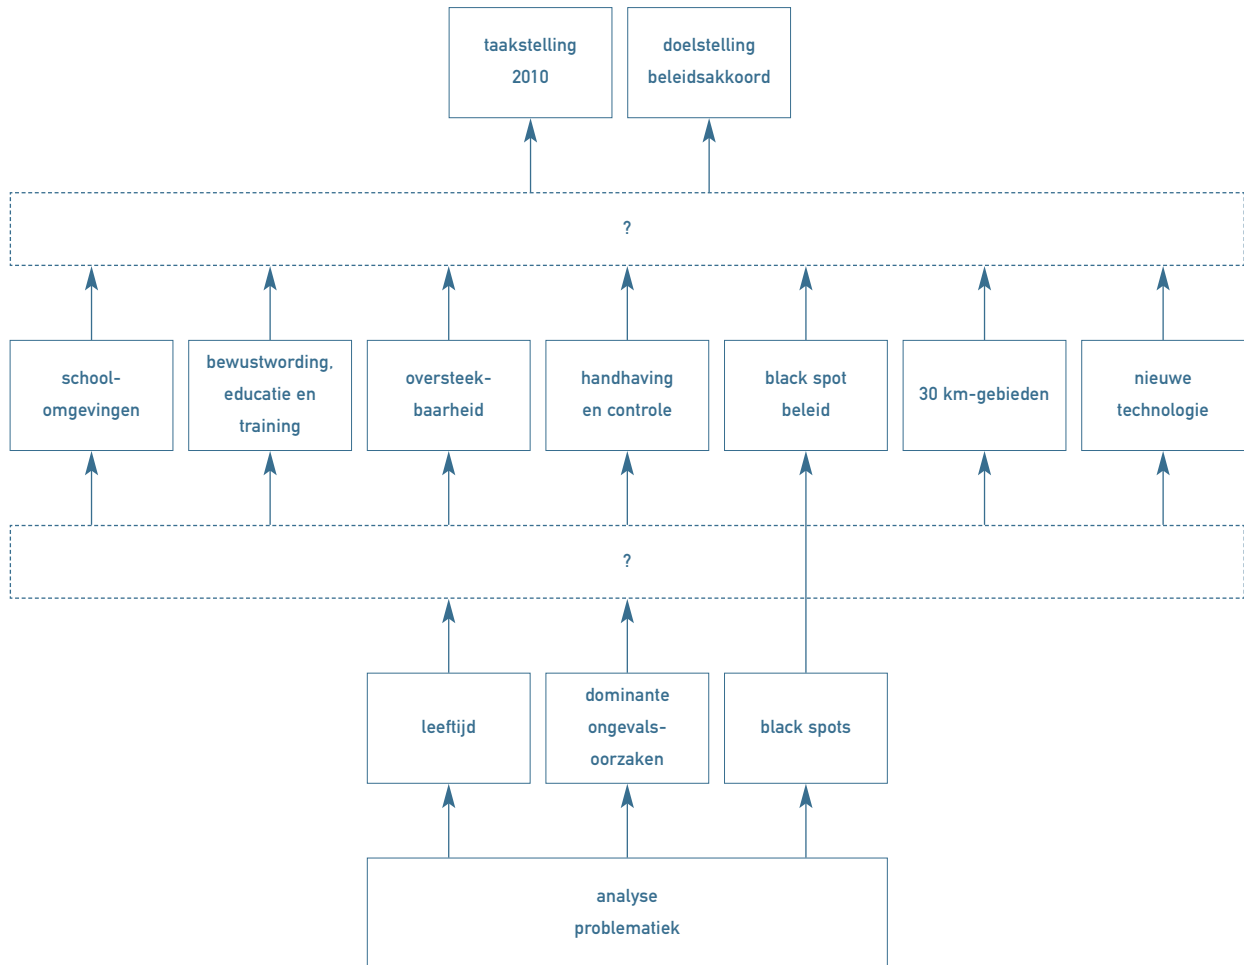 taakstelling
2010
doelstelling
beleidsakkoord
?
school-
omgevingen
bewustwording,
educatie en
training
oversteek-
baarheid
handhaving
en controle
black spot
beleid
30 km-gebieden
nieuwe
technologie
?
leeftijd
dominante
ongevals-
oorzaken
black spots
analyse
problematiek